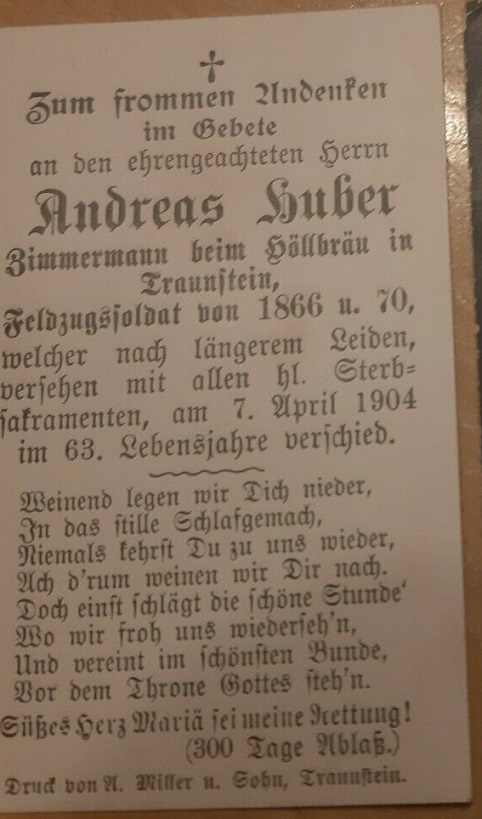 Zum frommen Andenken
im Gebete
an den ehrengeachteten Herrn
Andreas Huber
Zimmermann beim Höllbräu in
Traunstein,
Feldzugssoldat von 1866 u. 70,
welcher nach längerem Leiden,
versehen mit allen hl. Sterb=
sakramenten, am 7. April 1904
im 63. Lebensjahre verschied.
Weinend legen wir Dich nieder,
In das stille Schlafgemach,
Niemals kehrst Du zu uns wieder,
Ach d'rum weinen wir Dir nach.
Doch einst schlägt die schöne Stunde'
Wo wir froh uns wiederseh'n,
Und vereint im schönsten Bunde,
Vor dem Throne Gottes steh'n.
Süßes Herz Mariä sei meine Rettung!
(300 Tage Ablaß.)
Druck von A. Miller u. Sohn, Traunstein.